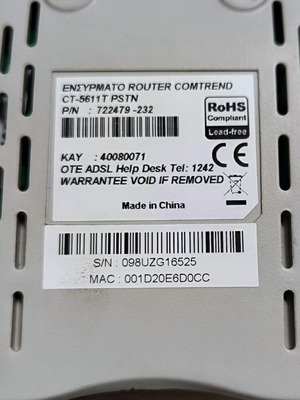 ΕΝΣΥΡΜΑΤΟ ROUTER COMTREND
CT-5611T PSTN
P/N : 722479-232
RoHS
Compliant
Lead-free
KAY : 40080071
OTE ADSL Help Desk Tel: 1242
WARRANTEE VOID IF REMOVED
Made in China
S/N : 098UZG16525
MAC : 001D20E6D0CC